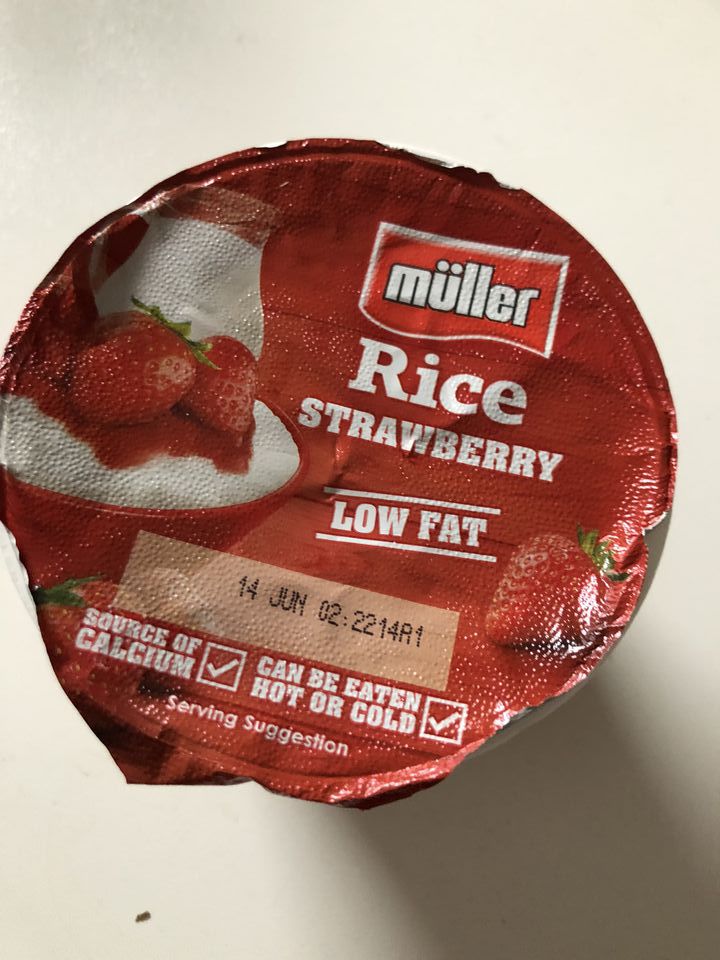 müller
Rice
STRAWBERRY
LOW FAT
14 JUN 02:2214A1
SOURCE OF
CALCIUM
CAN BE EATEN
HOT OR COLD
Serving Suggestion